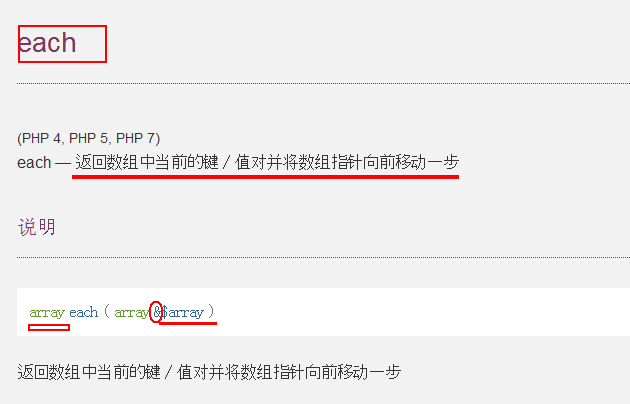 each
(PHP 4, PHP 5, PHP 7)
each — 返回数组中当前的键／值对并将数组指针向前移动一步
说明
array each ( array &$array )
返回数组中当前的键／值对并将数组指针向前移动一步